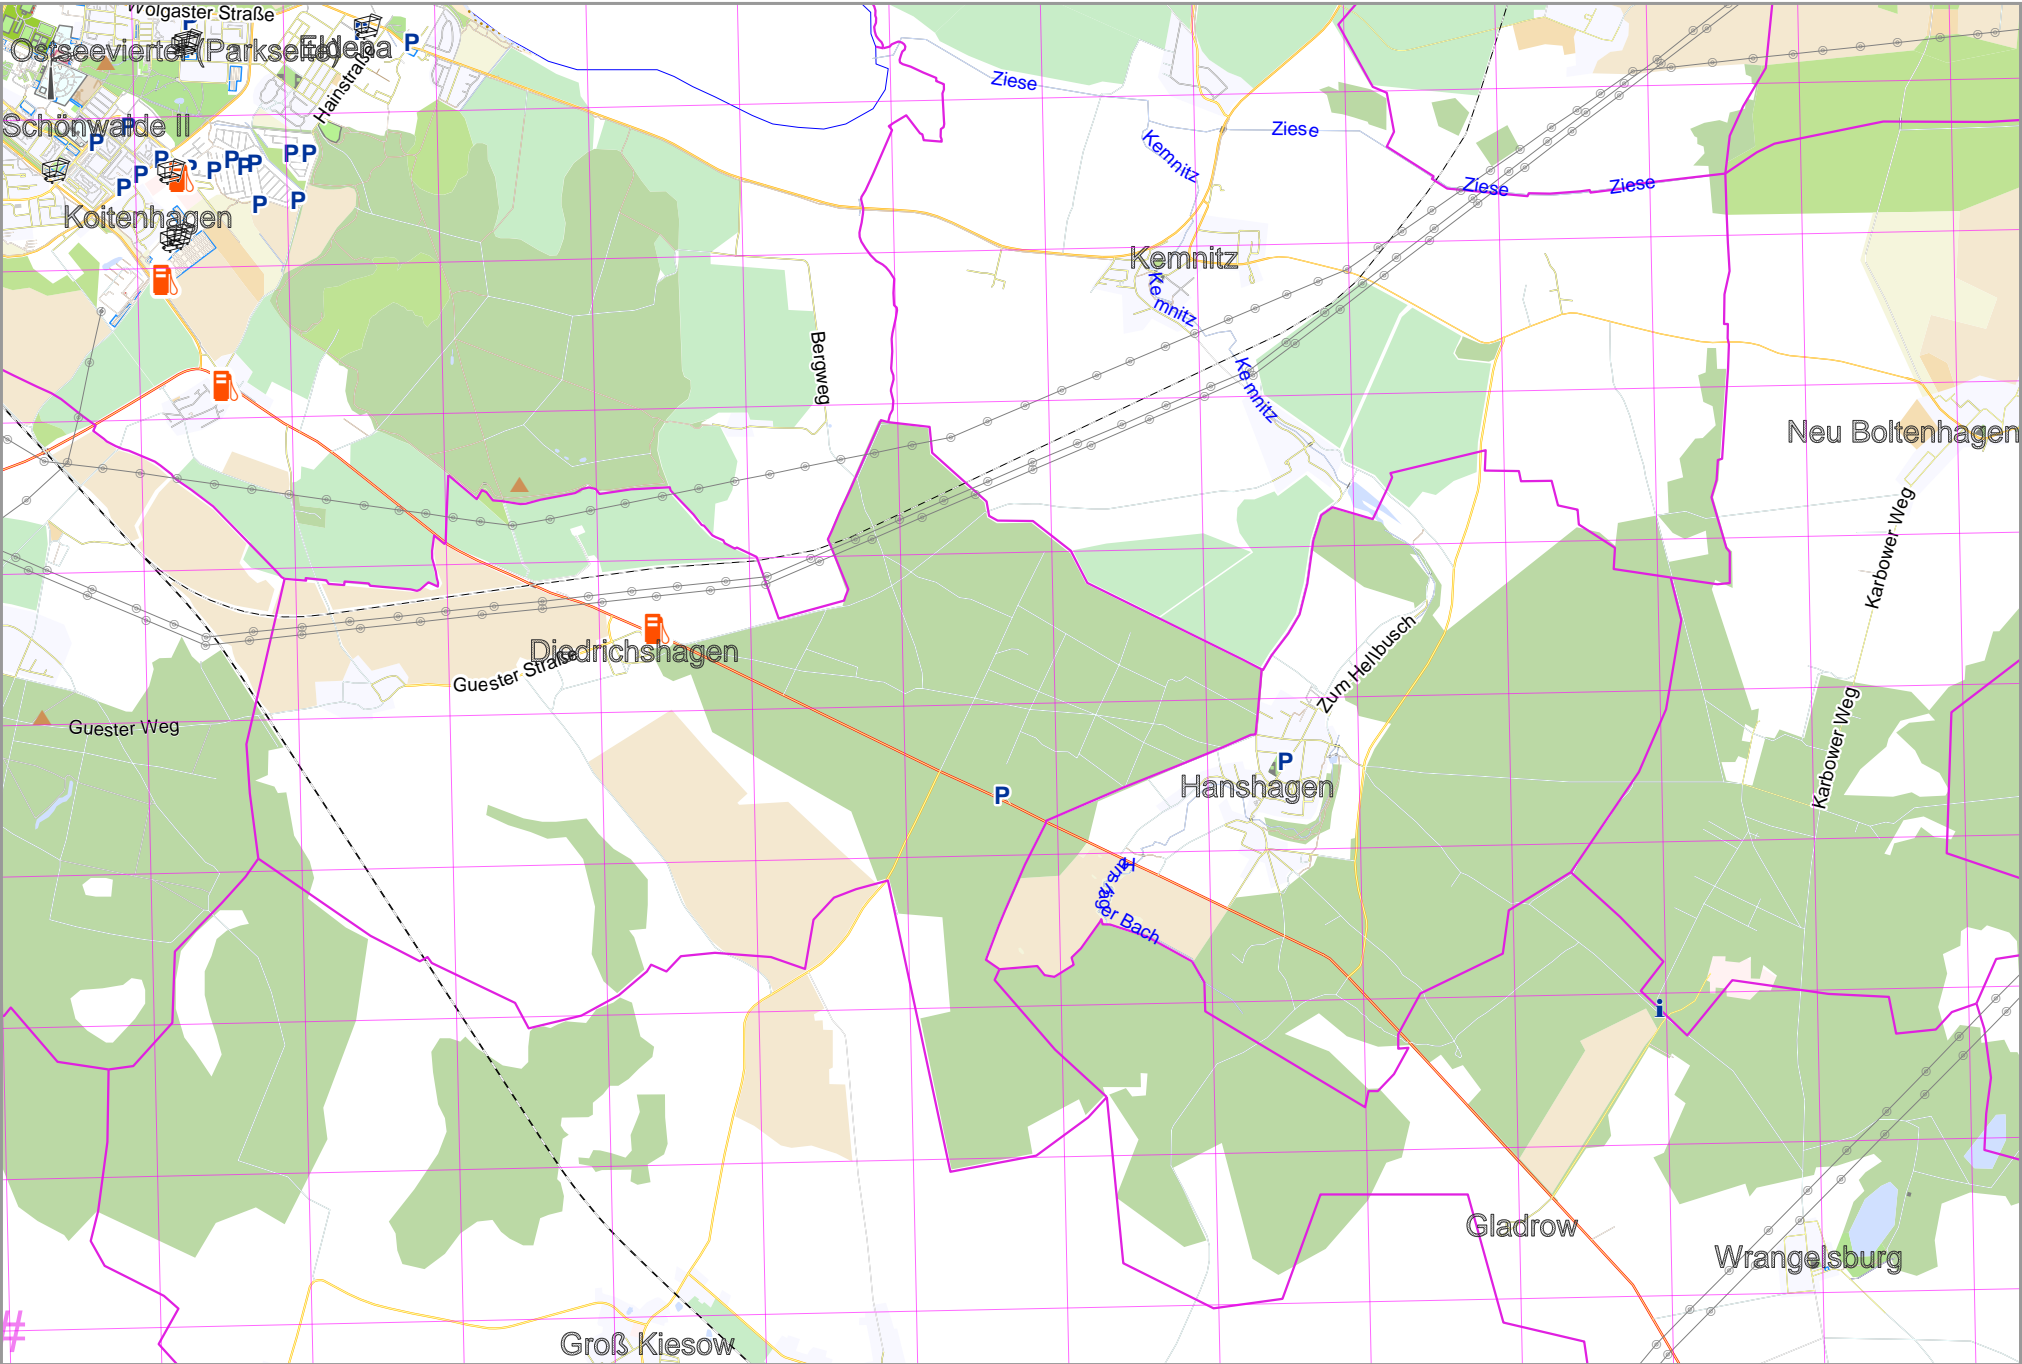 Wolgaster Straße
P
Ostseeviertel (Parkseite)
Eldena
P
Hainstraße
Ziese
Schönwalde II
P
P
Ziese
Kemnitz
P
P
P
P
P
P
P
P
P
P
P
Ziese
Ziese
P
P
Koitenhagen
Kemnitz
Kemnitz
Bergweg
Kemnitz
Neu Boltenhagen
Karbower Weg
Diedrichshagen
Guester Straße
Zum Hellbusch
Guester Weg
Karbower Weg
P
Hanshagen
P
Hanshäger Bach
i
Gladrow
Wrangelsburg
#
Groß Kiesow